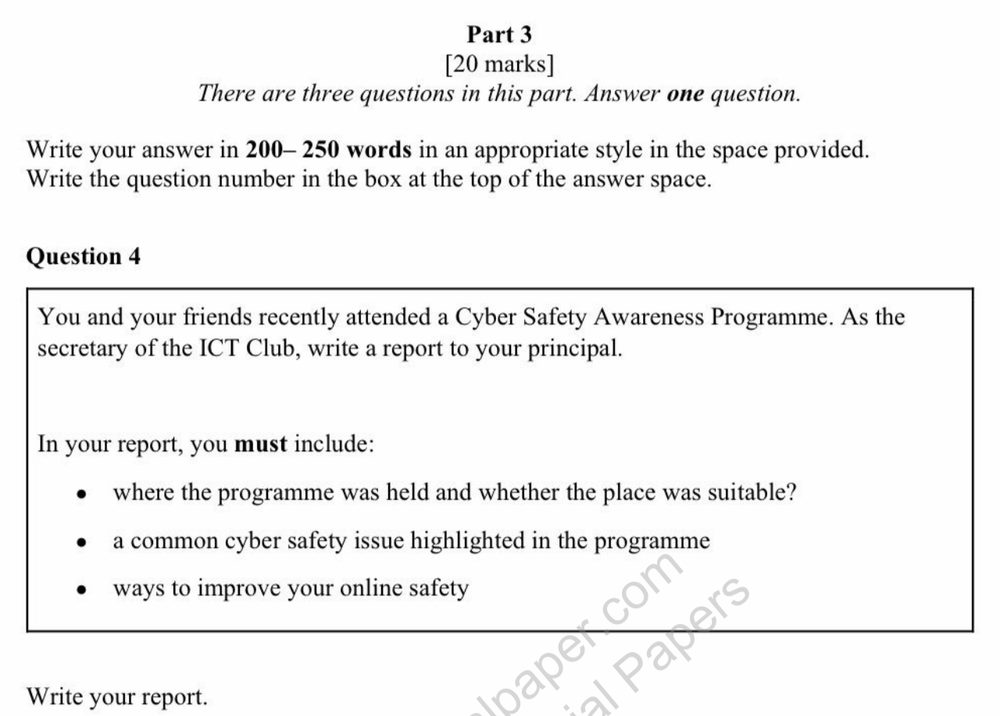 Part 3
[20 marks]
There are three questions in this part. Answer one question.
Write your answer in 200– 250 words in an appropriate style in the space provided.
Write the question number in the box at the top of the answer space.
Question 4
You and your friends recently attended a Cyber Safety Awareness Programme. As the
secretary of the ICT Club, write a report to your principal.
In your report, you must include:
• where the programme was held and whether the place was suitable?
• a common cyber safety issue highlighted in the programme
• ways to improve your online safety
Write your report.
paper.com
Papers